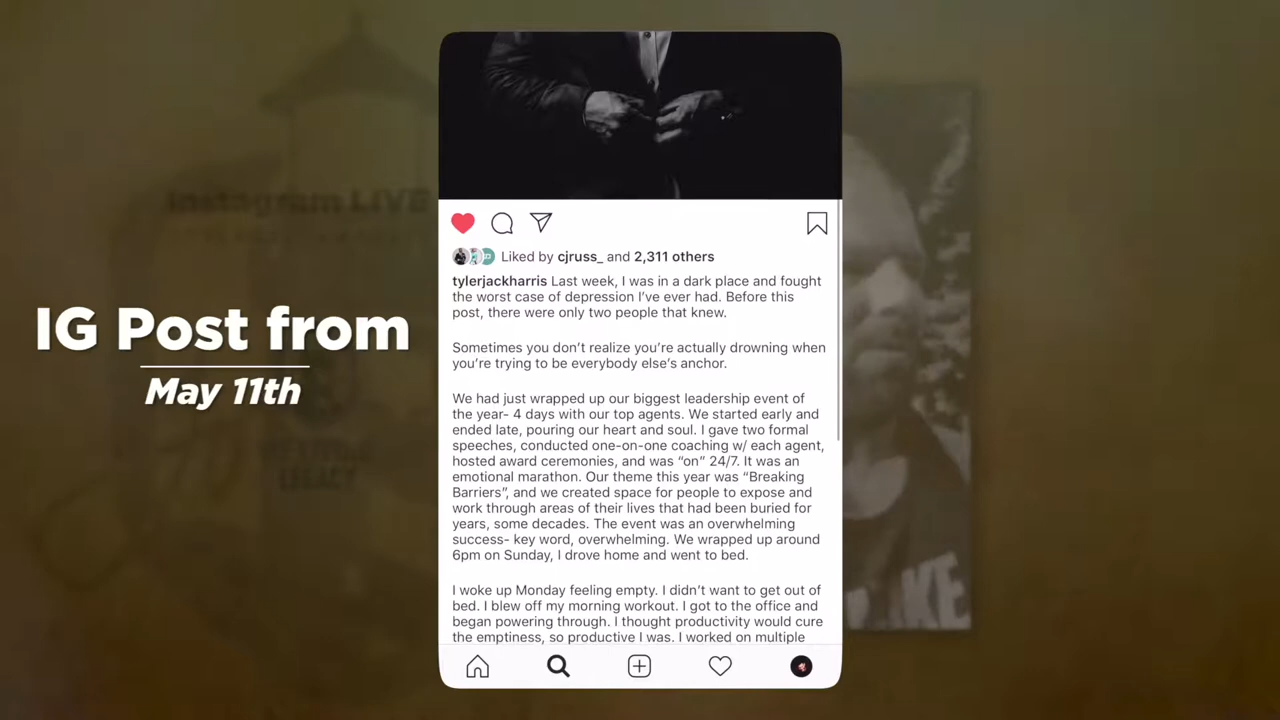 IG Post from
May 11th
Instagram LIVE
LEGACY
Liked by cjruss_ and 2,311 others
tylerjackharris Last week, I was in a dark place and fought
the worst case of depression I’ve ever had. Before this
post, there were only two people that knew.
Sometimes you don’t realize you’re actually drowning when
you’re trying to be everybody else’s anchor.
We had just wrapped up our biggest leadership event of
the year- 4 days with our top agents. We started early and
ended late, pouring our heart and soul. I gave two formal
speeches, conducted one-on-one coaching w/ each agent,
hosted award ceremonies, and was “on” 24/7. It was an
emotional marathon. Our theme this year was “Breaking
Barriers”, and we created space for people to expose and
work through areas of their lives that had been buried for
years, some decades. The event was an overwhelming
success- key word, overwhelming. We wrapped up around
6pm on Sunday, I drove home and went to bed.
I woke up Monday feeling empty. I didn’t want to get out of
bed. I blew off my morning workout. I got to the office and
began powering through. I thought productivity would cure
the emptiness, so productive I was. I worked on multiple